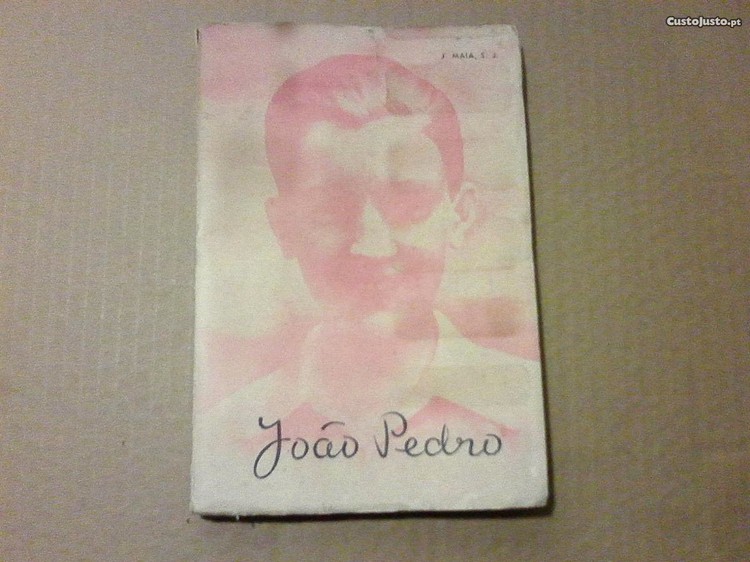 CustoJusto.pt
J. MAIA, S. J.
João Pedro